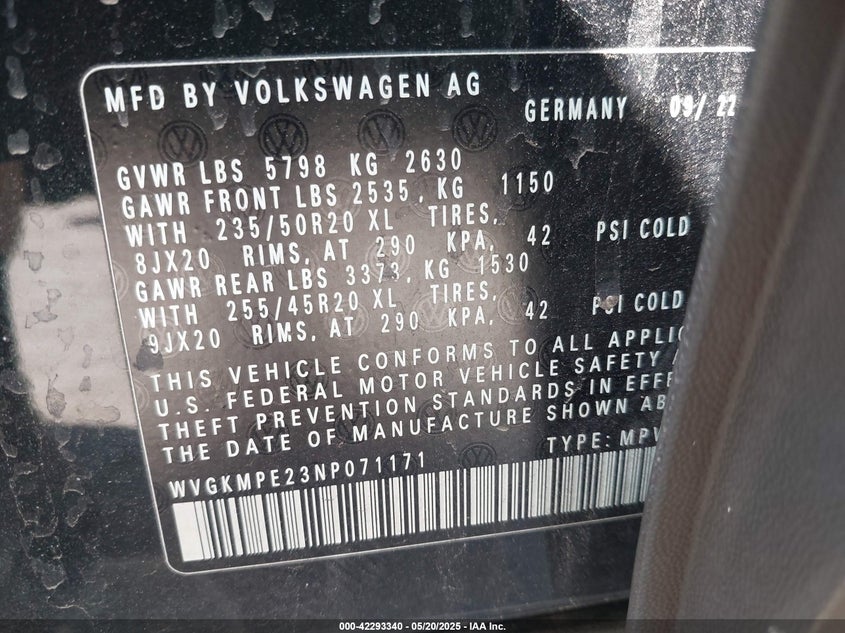 MFD BY VOLKSWAGEN AG
GERMANY 09/ 22
GVWR LBS 5798 KG 2630
GAWR FRONT LBS 2535, KG 1150
WITH 235/50R20 XL TIRES,
8JX20 RIMS, AT 290 KPA, 42 PSI COLD
GAWR REAR LBS 3373, KG 1530
WITH 255/45R20 XL TIRES,
9JX20 RIMS, AT 290 KPA, 42 PSI COLD
THIS VEHICLE CONFORMS TO ALL APPLIC
U.S. FEDERAL MOTOR VEHICLE SAFETY
THEFT PREVENTION STANDARDS IN EFFE
THE DATE OF MANUFACTURE SHOWN AB
TYPE: MPV
WVGKMPE23NP071171
000-42293340 - 05/20/2025 - IAA Inc.